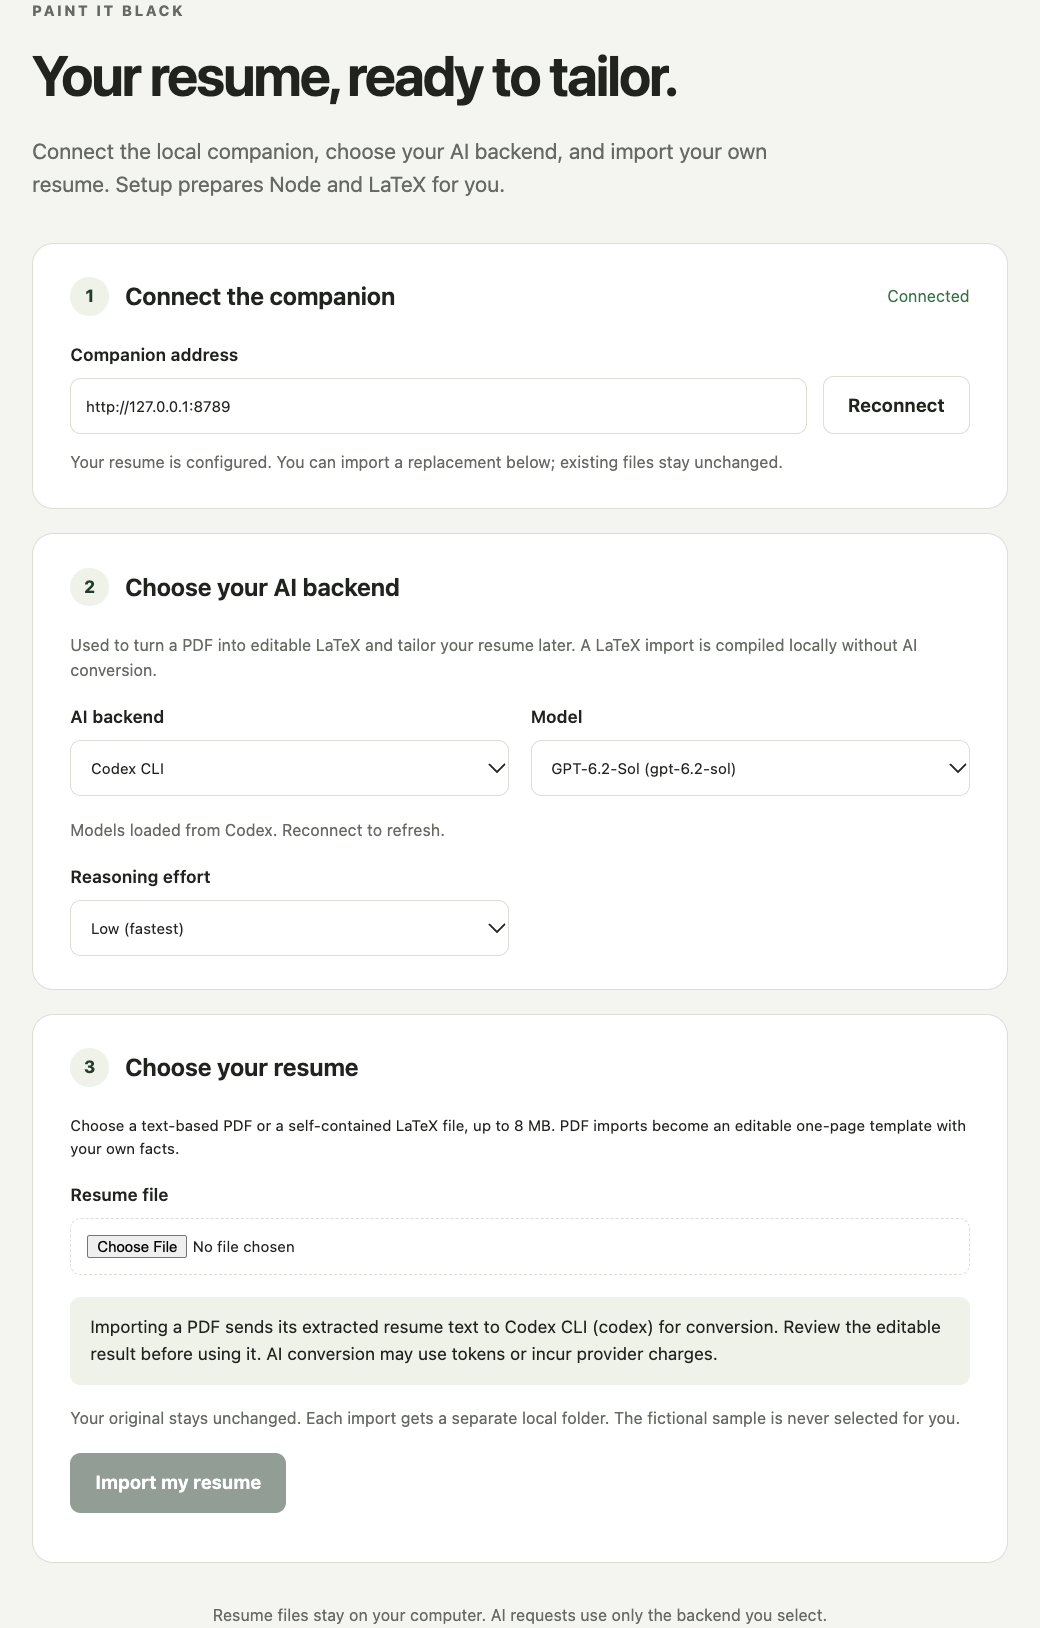 PAINT IT BLACK
Your resume, ready to tailor.
Connect the local companion, choose your AI backend, and import your own
resume. Setup prepares Node and LaTeX for you.
1 Connect the companion Connected
Companion address
http://127.0.0.1:8789 Reconnect
Your resume is configured. You can import a replacement below; existing files stay unchanged.
2 Choose your AI backend
Used to turn a PDF into editable LaTeX and tailor your resume later. A LaTeX import is compiled locally without AI
conversion.
AI backend Model
Codex CLI GPT-6.2-Sol (gpt-6.2-sol)
Models loaded from Codex. Reconnect to refresh.
Reasoning effort
Low (fastest)
3 Choose your resume
Choose a text-based PDF or a self-contained LaTeX file, up to 8 MB. PDF imports become an editable one-page template with
your own facts.
Resume file
Choose File No file chosen
Importing a PDF sends its extracted resume text to Codex CLI (codex) for conversion. Review the editable
result before using it. AI conversion may use tokens or incur provider charges.
Your original stays unchanged. Each import gets a separate local folder. The fictional sample is never selected for you.
Import my resume
Resume files stay on your computer. AI requests use only the backend you select.